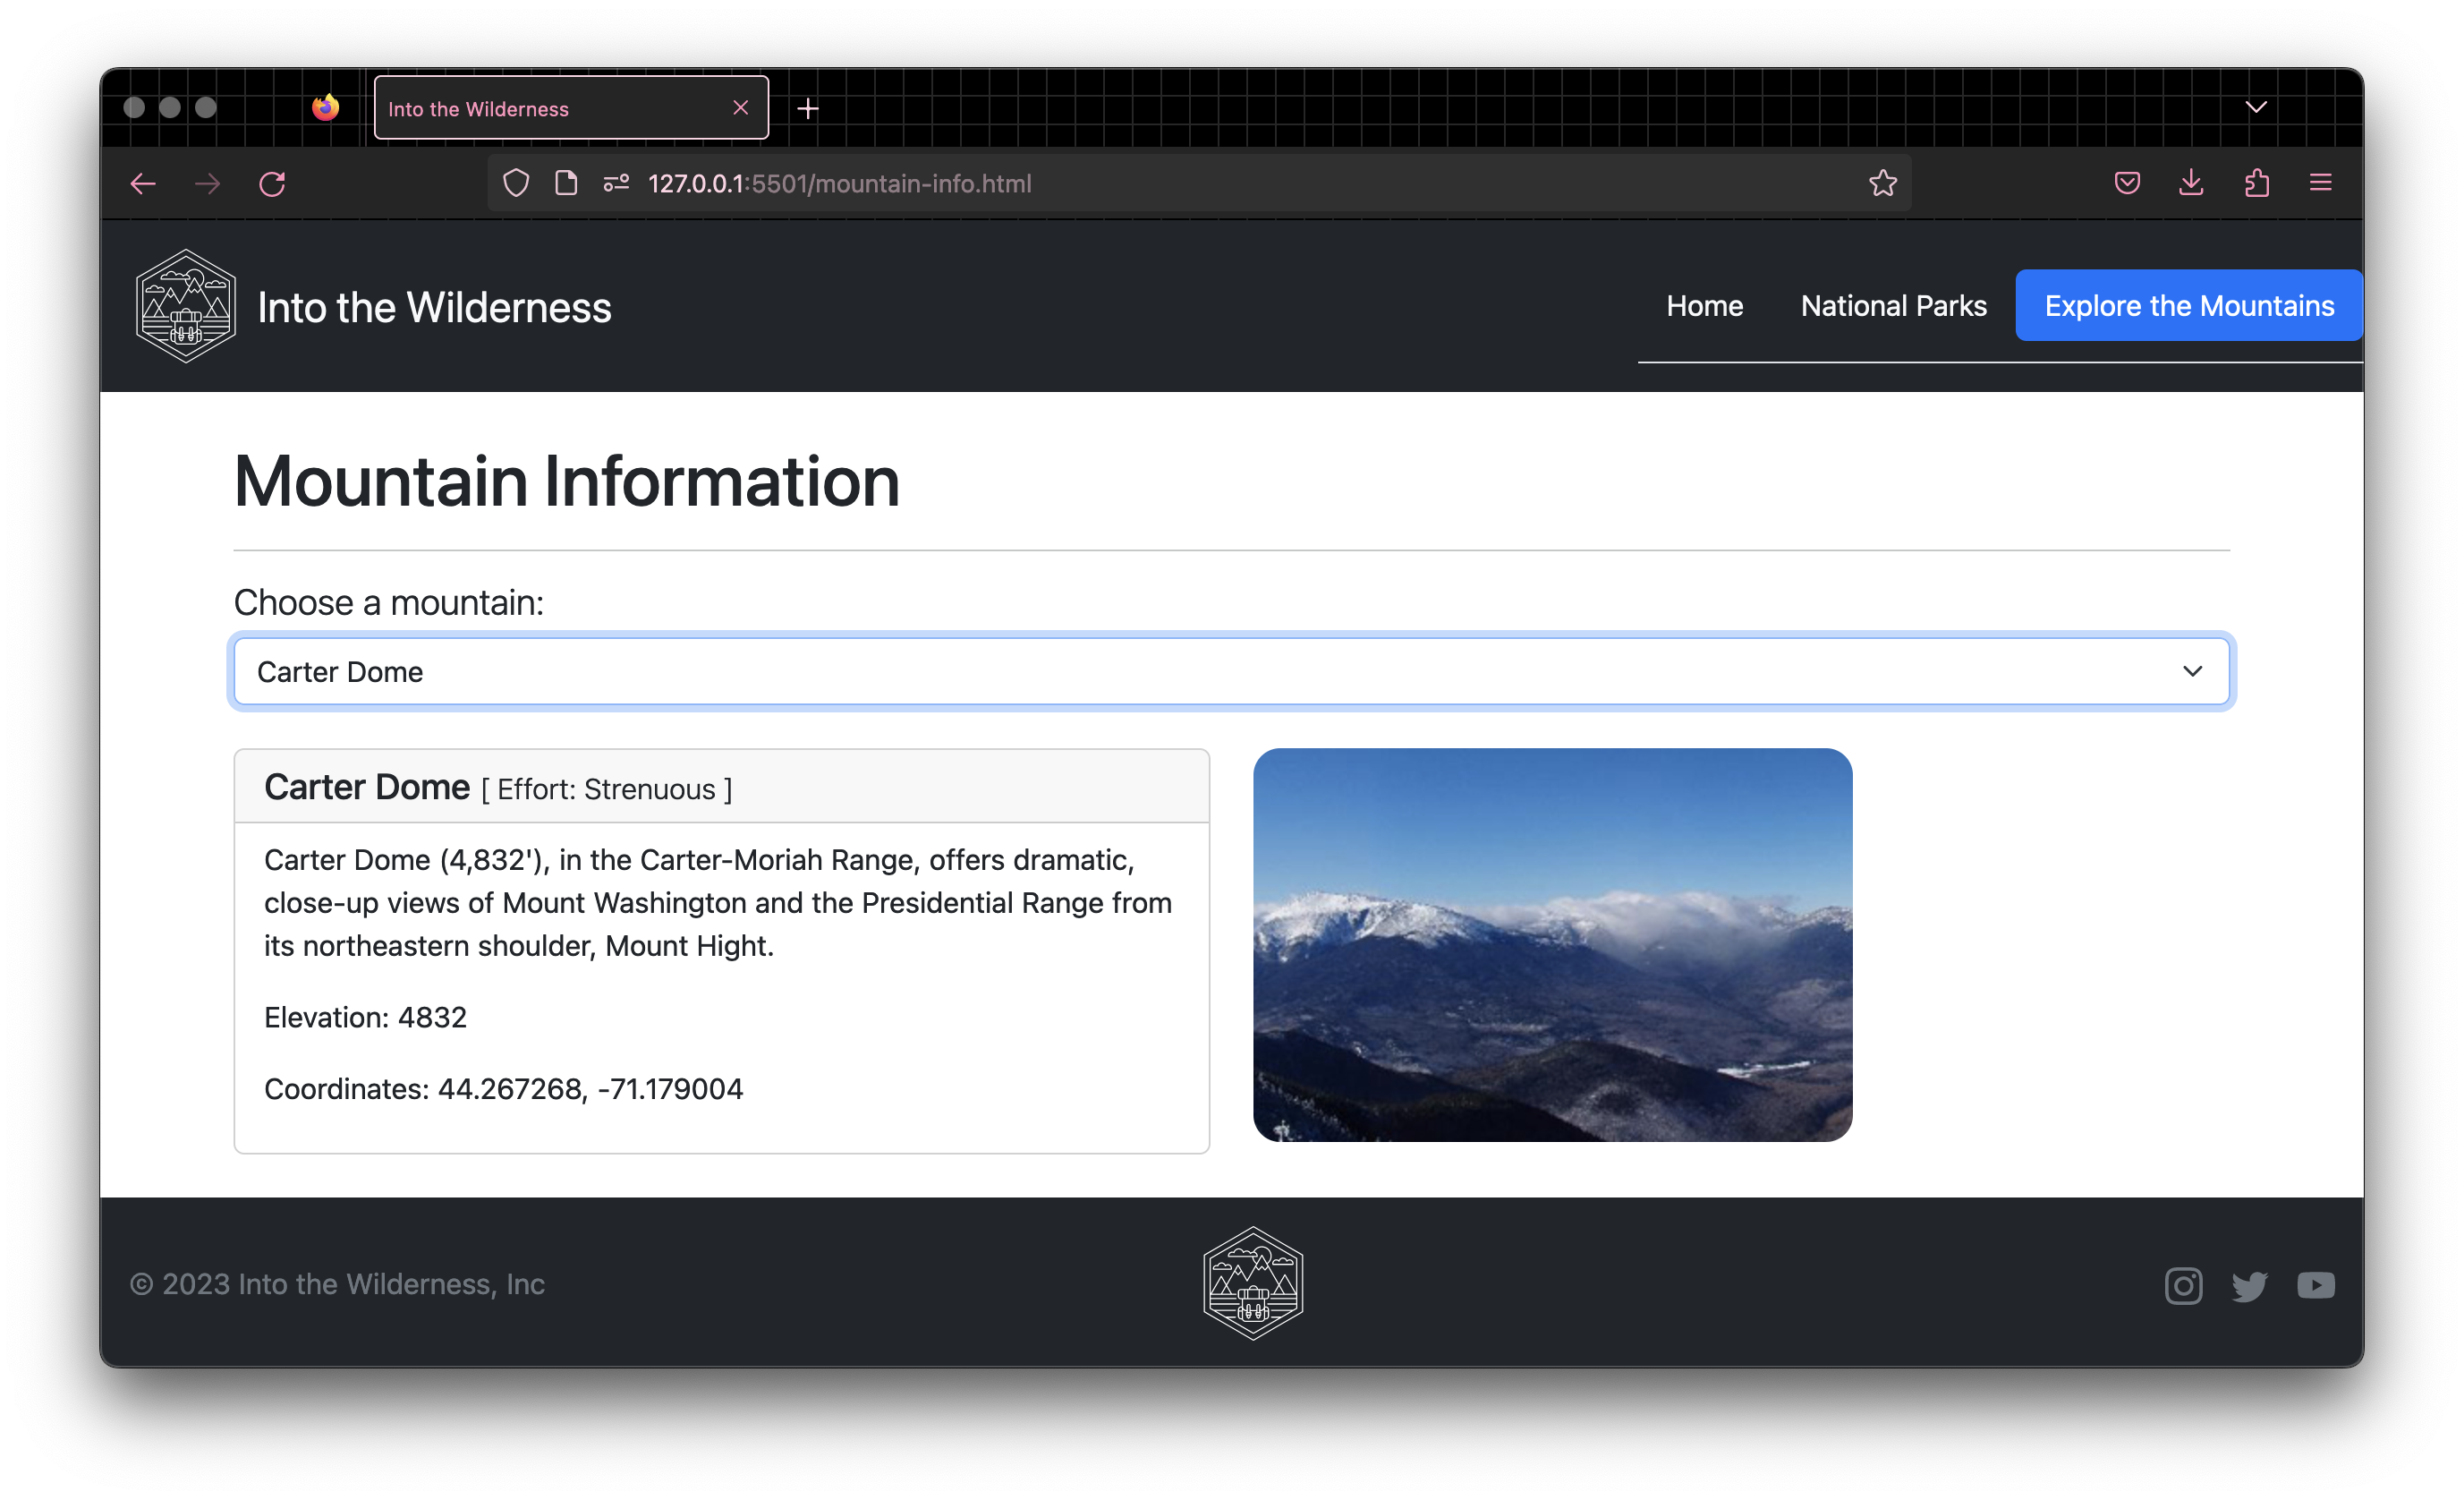 Into the Wilderness
127.0.0.1:5501/mountain-info.html
Into the Wilderness
Home National Parks Explore the Mountains
Mountain Information
Choose a mountain:
Carter Dome
Carter Dome [ Effort: Strenuous ]
Carter Dome (4,832'), in the Carter-Moriah Range, offers dramatic,
close-up views of Mount Washington and the Presidential Range from
its northeastern shoulder, Mount Hight.
Elevation: 4832
Coordinates: 44.267268, -71.179004
© 2023 Into the Wilderness, Inc